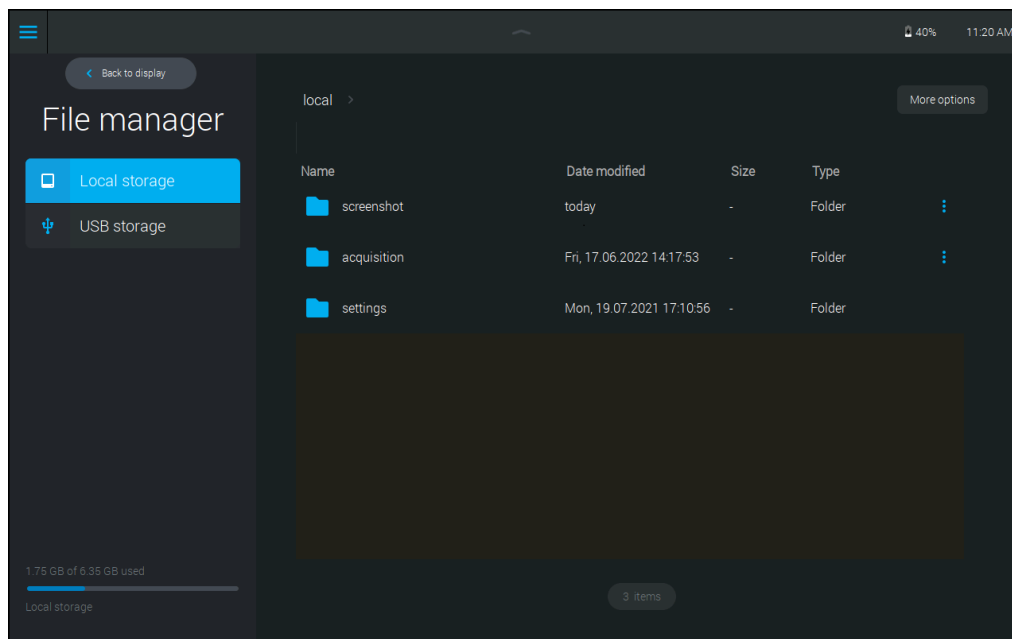 40% 11:20 AM
Back to display
File manager
Local storage
USB storage
1.75 GB of 6.35 GB used
Local storage
local >
More options
Name Date modified Size Type
screenshot today - Folder
acquisition Fri, 17.06.2022 14:17:53 - Folder
settings Mon, 19.07.2021 17:10:56 - Folder
3 items